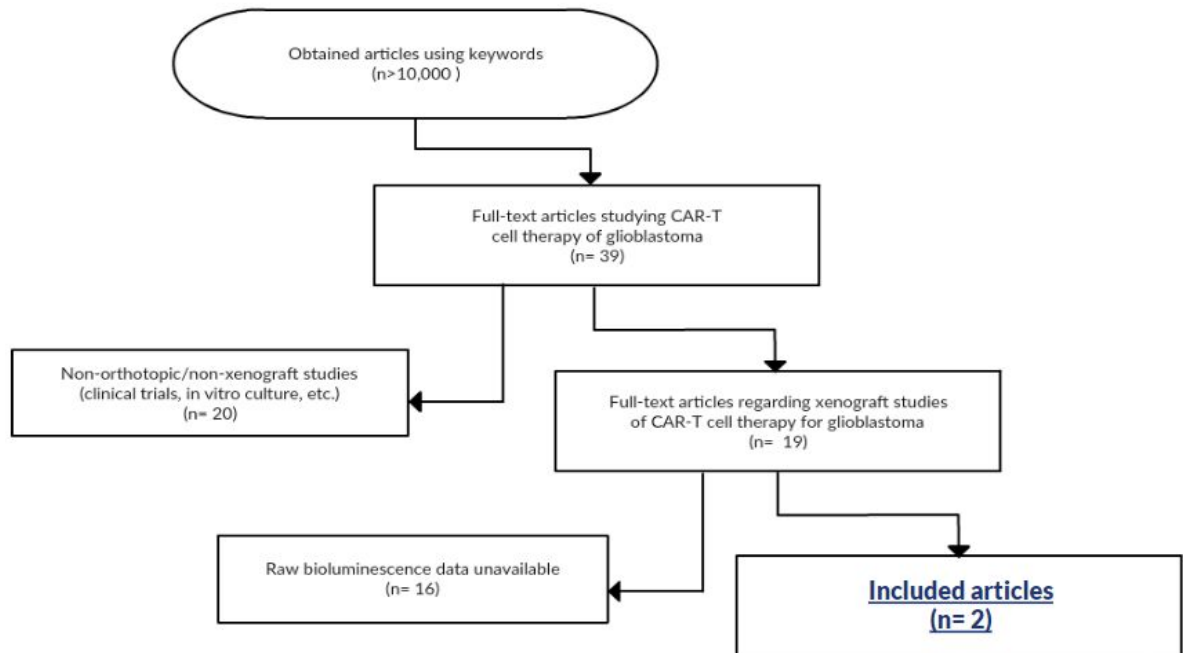 Obtained articles using keywords
(n>10,000 )
Full-text articles studying CAR-T
cell therapy of glioblastoma
(n= 39)
Non-orthotopic/non-xenograft studies
(clinical trials, in vitro culture, etc.)
(n= 20)
Full-text articles regarding xenograft studies
of CAR-T cell therapy for glioblastoma
(n=  19)
Raw bioluminescence data unavailable
(n= 16)
Included articles
(n= 2)